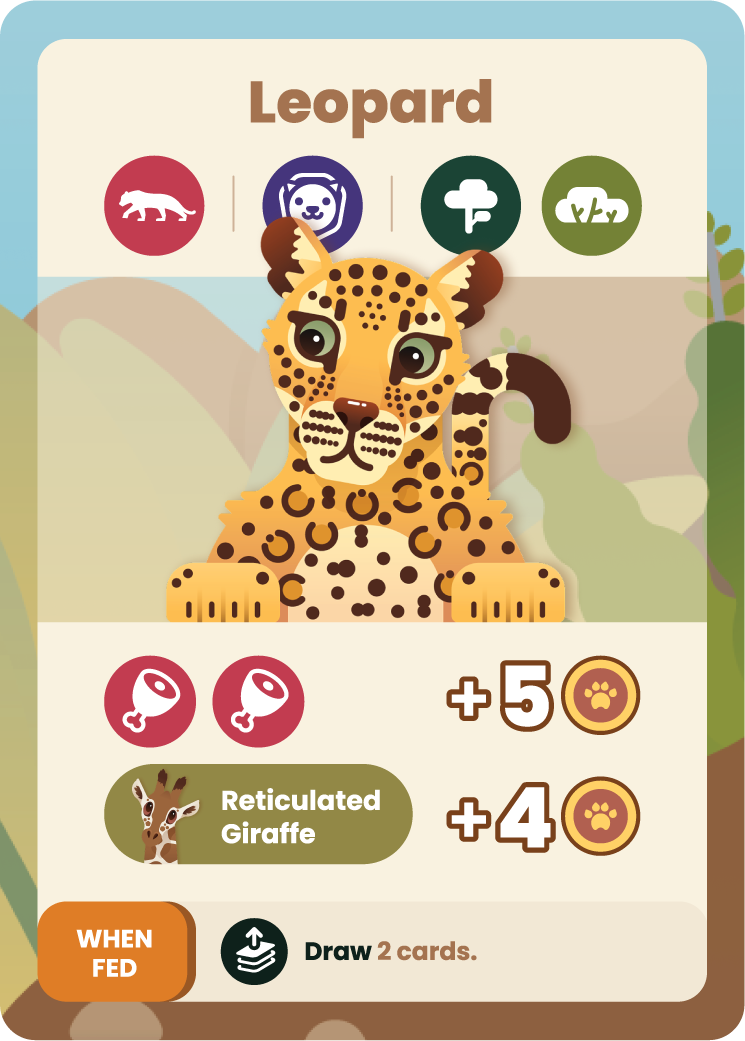 Leopard
+5
Reticulated
Giraffe
+4
WHEN
FED
Draw 2 cards.